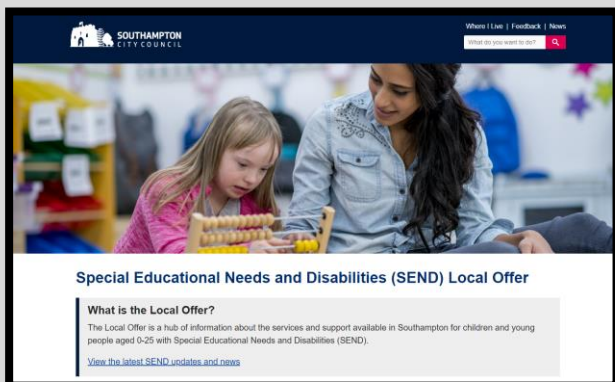 SOUTHAMPTON
CITY COUNCIL
Where I Live | Feedback | News
What do you want to do?
Special Educational Needs and Disabilities (SEND) Local Offer
What is the Local Offer?
The Local Offer is a hub of information about the services and support available in Southampton for children and young
people aged 0-25 with Special Educational Needs and Disabilities (SEND).
View the latest SEND updates and news